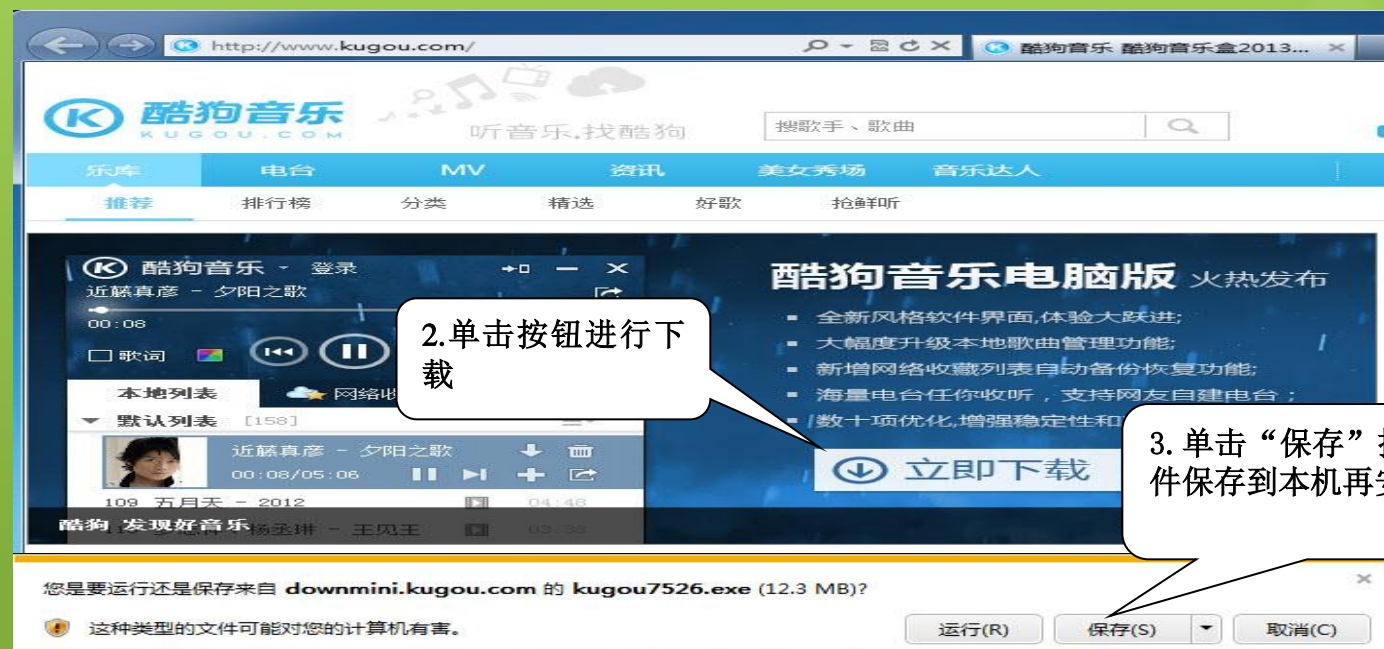 http://www.kugou.com/
酷狗音乐 酷狗音乐盒2013...
酷狗音乐
KUGOU.COM
听音乐,找酷狗
搜歌手、歌曲
乐库 电台 MV 资讯 美女秀场 音乐达人
推荐 排行榜 分类 精选 好歌 抢鲜听
酷狗音乐 登录
近藤真彦 - 夕阳之歌
00:08
歌词
本地列表 网络收
默认列表 [158]
近藤真彦 - 夕阳之歌
00:08/05:06
109 五月天 - 2012 04:48
杨丞琳 - 王见王 03:38
酷狗 发现好音乐
酷狗音乐电脑版 火热发布
全新风格软件界面,体验大跃进;
大幅度升级本地歌曲管理功能;
新增网络收藏列表自动备份恢复功能;
海量电台任你收听，支持网友自建电台；
数十项优化,增强稳定性和
立即下载
2.单击按钮进行下
载
3.单击“保存”
件保存到本机再
您是要运行还是保存来自 downmini.kugou.com 的 kugou7526.exe (12.3 MB)?
这种类型的文件可能对您的计算机有害。
运行(R) 保存(S) 取消(C)